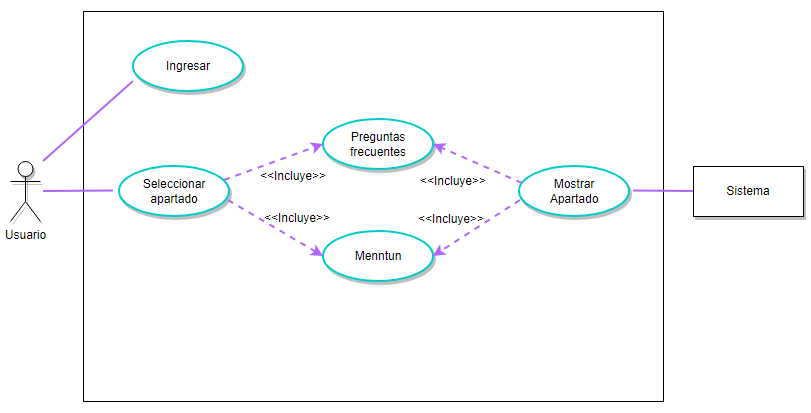 Ingresar
Preguntas
frecuentes
<<Incluye>>
<<Incluye>>
Seleccionar
apartado
Mostrar
Apartado
Sistema
<<Incluye>>
<<Incluye>>
Usuario
Menntun